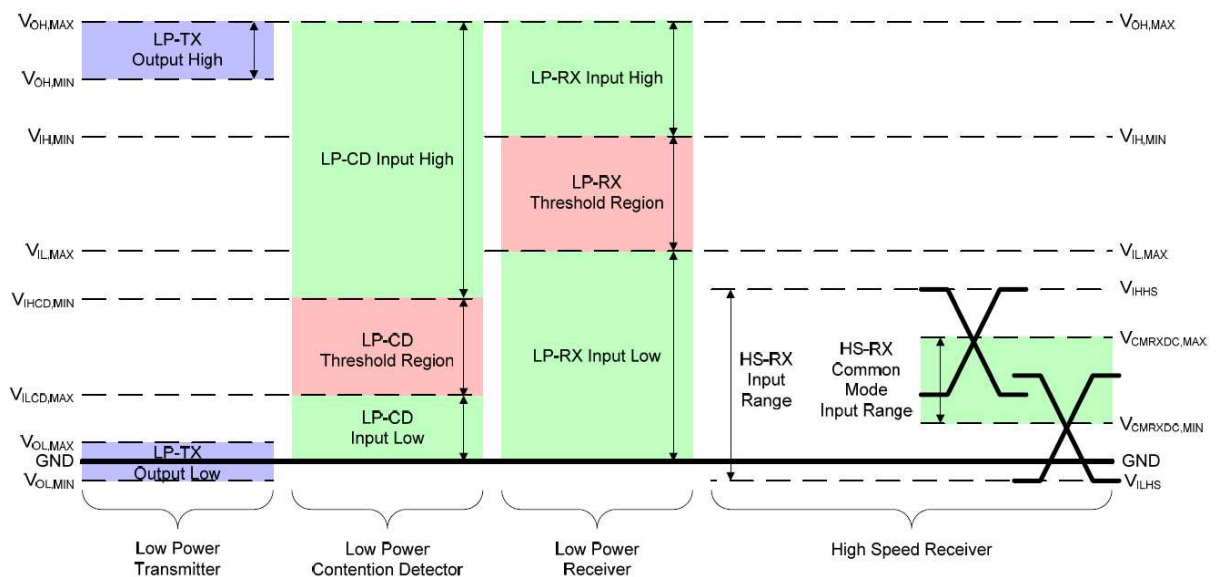 VOH,MAX
LP-TX
Output High
VOH,MIN
VIH,MIN
VIL,MAX
VIHCD,MIN
VILCD,MAX
VOL,MAX
LP-TX
GND
Output Low
VOL,MIN
LP-CD Input High
LP-CD
Threshold Region
LP-CD
Input Low
LP-RX Input High
LP-RX
Threshold Region
LP-RX Input Low
HS-RX
Input
Range
HS-RX
Common
Mode
Input Range
VOH,MAX
VIH,MIN
VIL,MAX
VIHHS
VCMRXDC,MAX
VCMRXDC,MIN
GND
VILHS
Low Power
Transmitter
Low Power
Contention Detector
Low Power
Receiver
High Speed Receiver